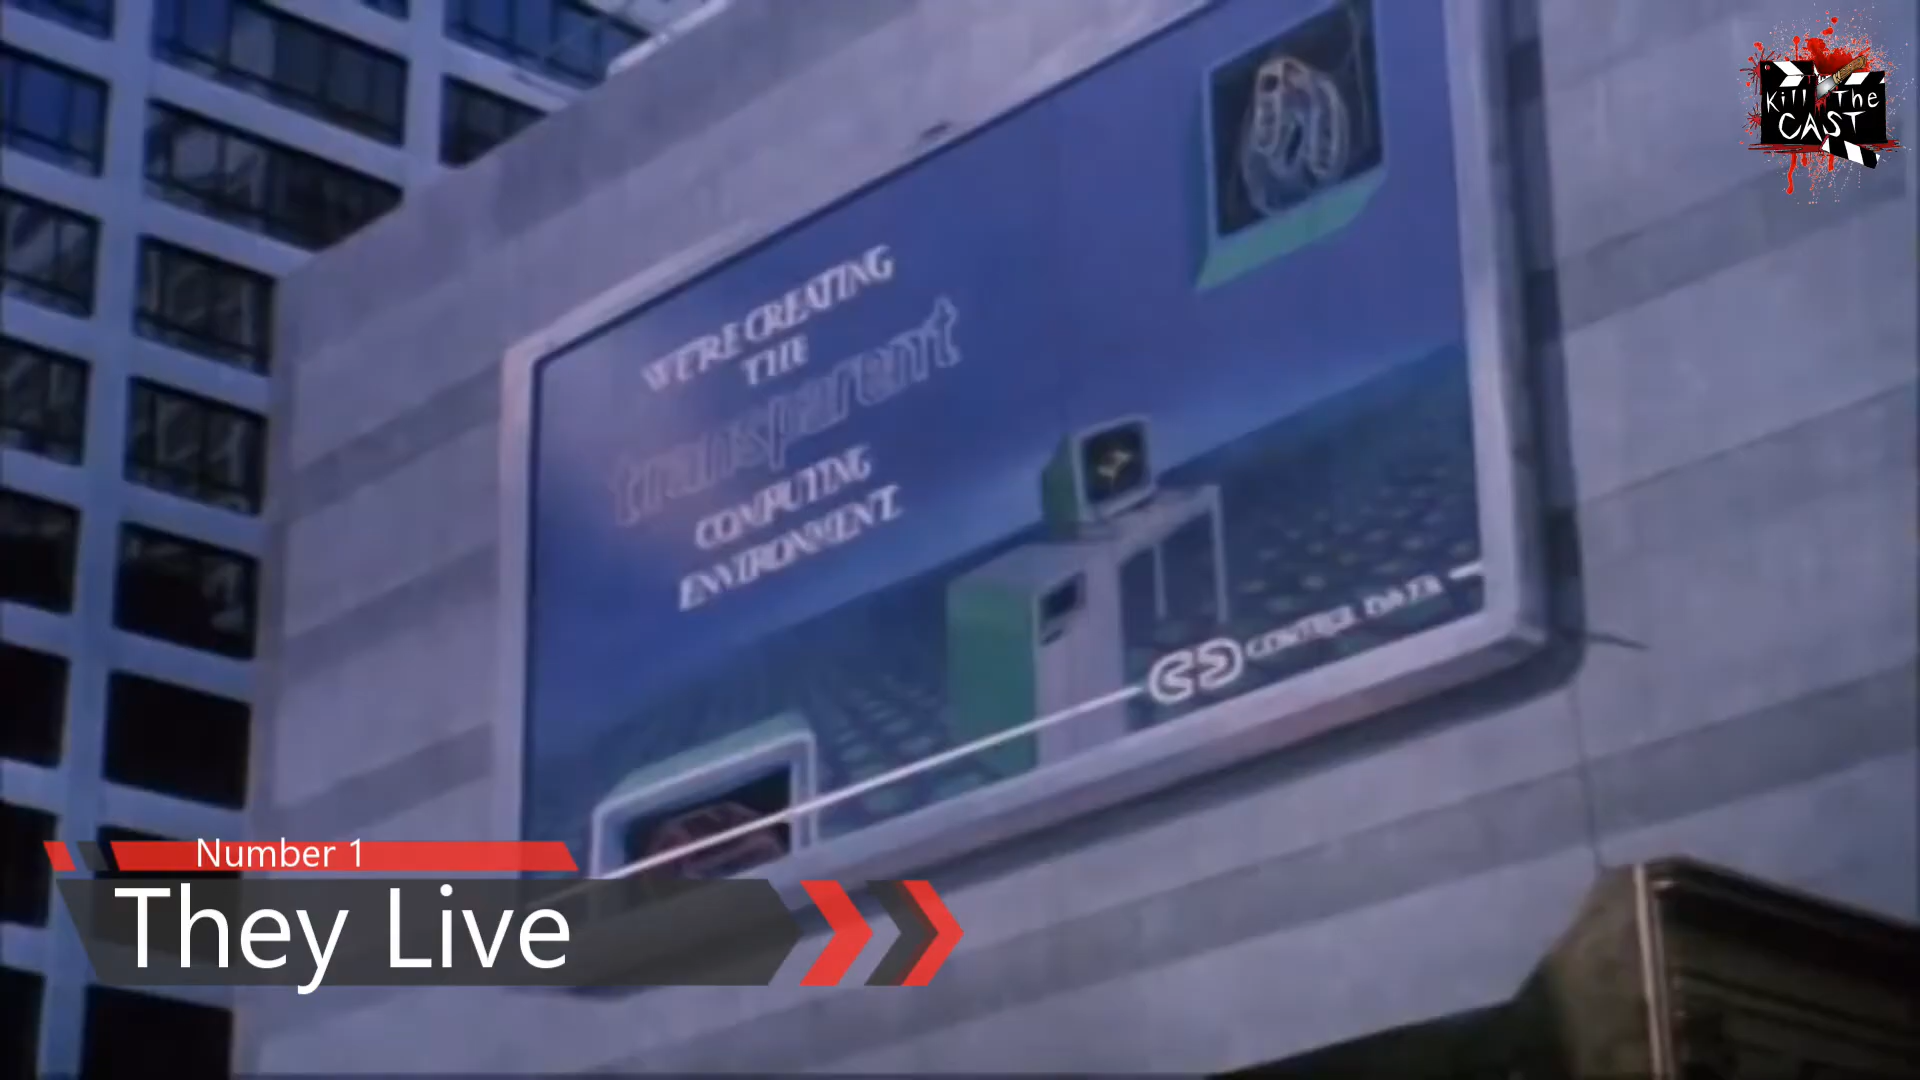 Kill The
CAST
WE'RE CREATING
THE
transparent
COMPUTING
ENVIRONMENT.
CONTROL DATA
Number 1
They Live